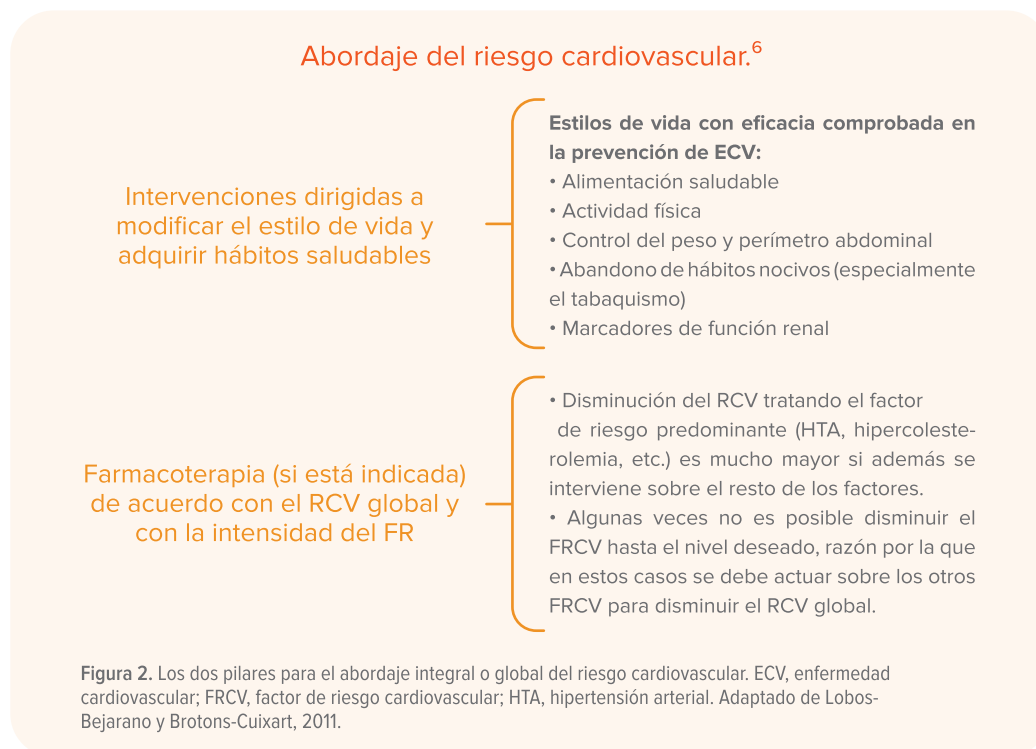 Abordaje del riesgo cardiovascular.⁶
Intervenciones dirigidas a
modificar el estilo de vida y
adquirir hábitos saludables
Estilos de vida con eficacia comprobada en
la prevención de ECV:
• Alimentación saludable
• Actividad física
• Control del peso y perímetro abdominal
• Abandono de hábitos nocivos (especialmente
el tabaquismo)
• Marcadores de función renal
Farmacoterapia (si está indicada)
de acuerdo con el RCV global y
con la intensidad del FR
• Disminución del RCV tratando el factor
de riesgo predominante (HTA, hipercoleste-
rolemia, etc.) es mucho mayor si además se
interviene sobre el resto de los factores.
• Algunas veces no es posible disminuir el
FRCV hasta el nivel deseado, razón por la que
en estos casos se debe actuar sobre los otros
FRCV para disminuir el RCV global.
Figura 2. Los dos pilares para el abordaje integral o global del riesgo cardiovascular. ECV, enfermedad
cardiovascular; FRCV, factor de riesgo cardiovascular; HTA, hipertensión arterial. Adaptado de Lobos-
Bejarano y Brotons-Cuixart, 2011.